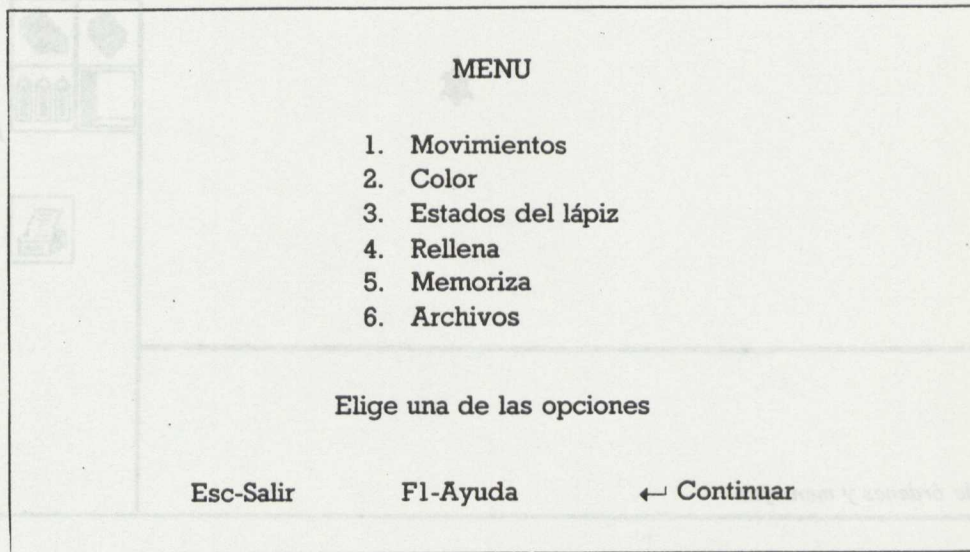 MENU
1. Movimientos
2. Color
3. Estados del lápiz
4. Rellena
5. Memoriza
6. Archivos
Elige una de las opciones
Esc-Salir F1-Ayuda ↵ Continuar